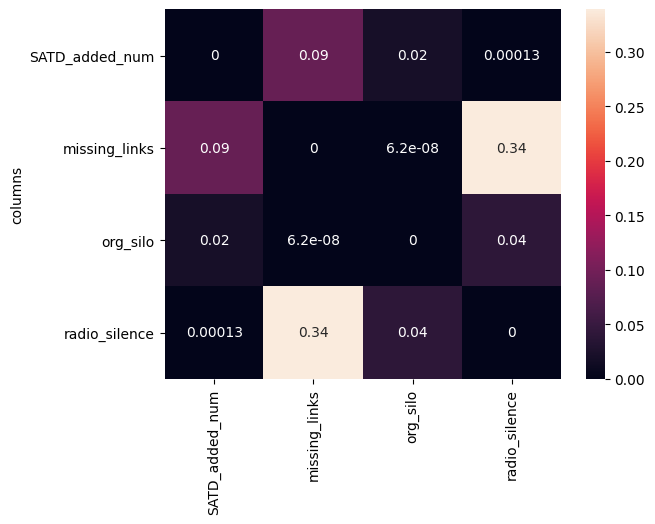 SATD_added_num 0 0.09 0.02 0.00013
missing_links 0.09 0 6.2e-08 0.34
org_silo 0.02 6.2e-08 0 0.04
radio_silence 0.00013 0.34 0.04 0
columns
SATD_added_num
missing_links
org_silo
radio_silence
0.30
0.25
0.20
0.15
0.10
0.05
0.00